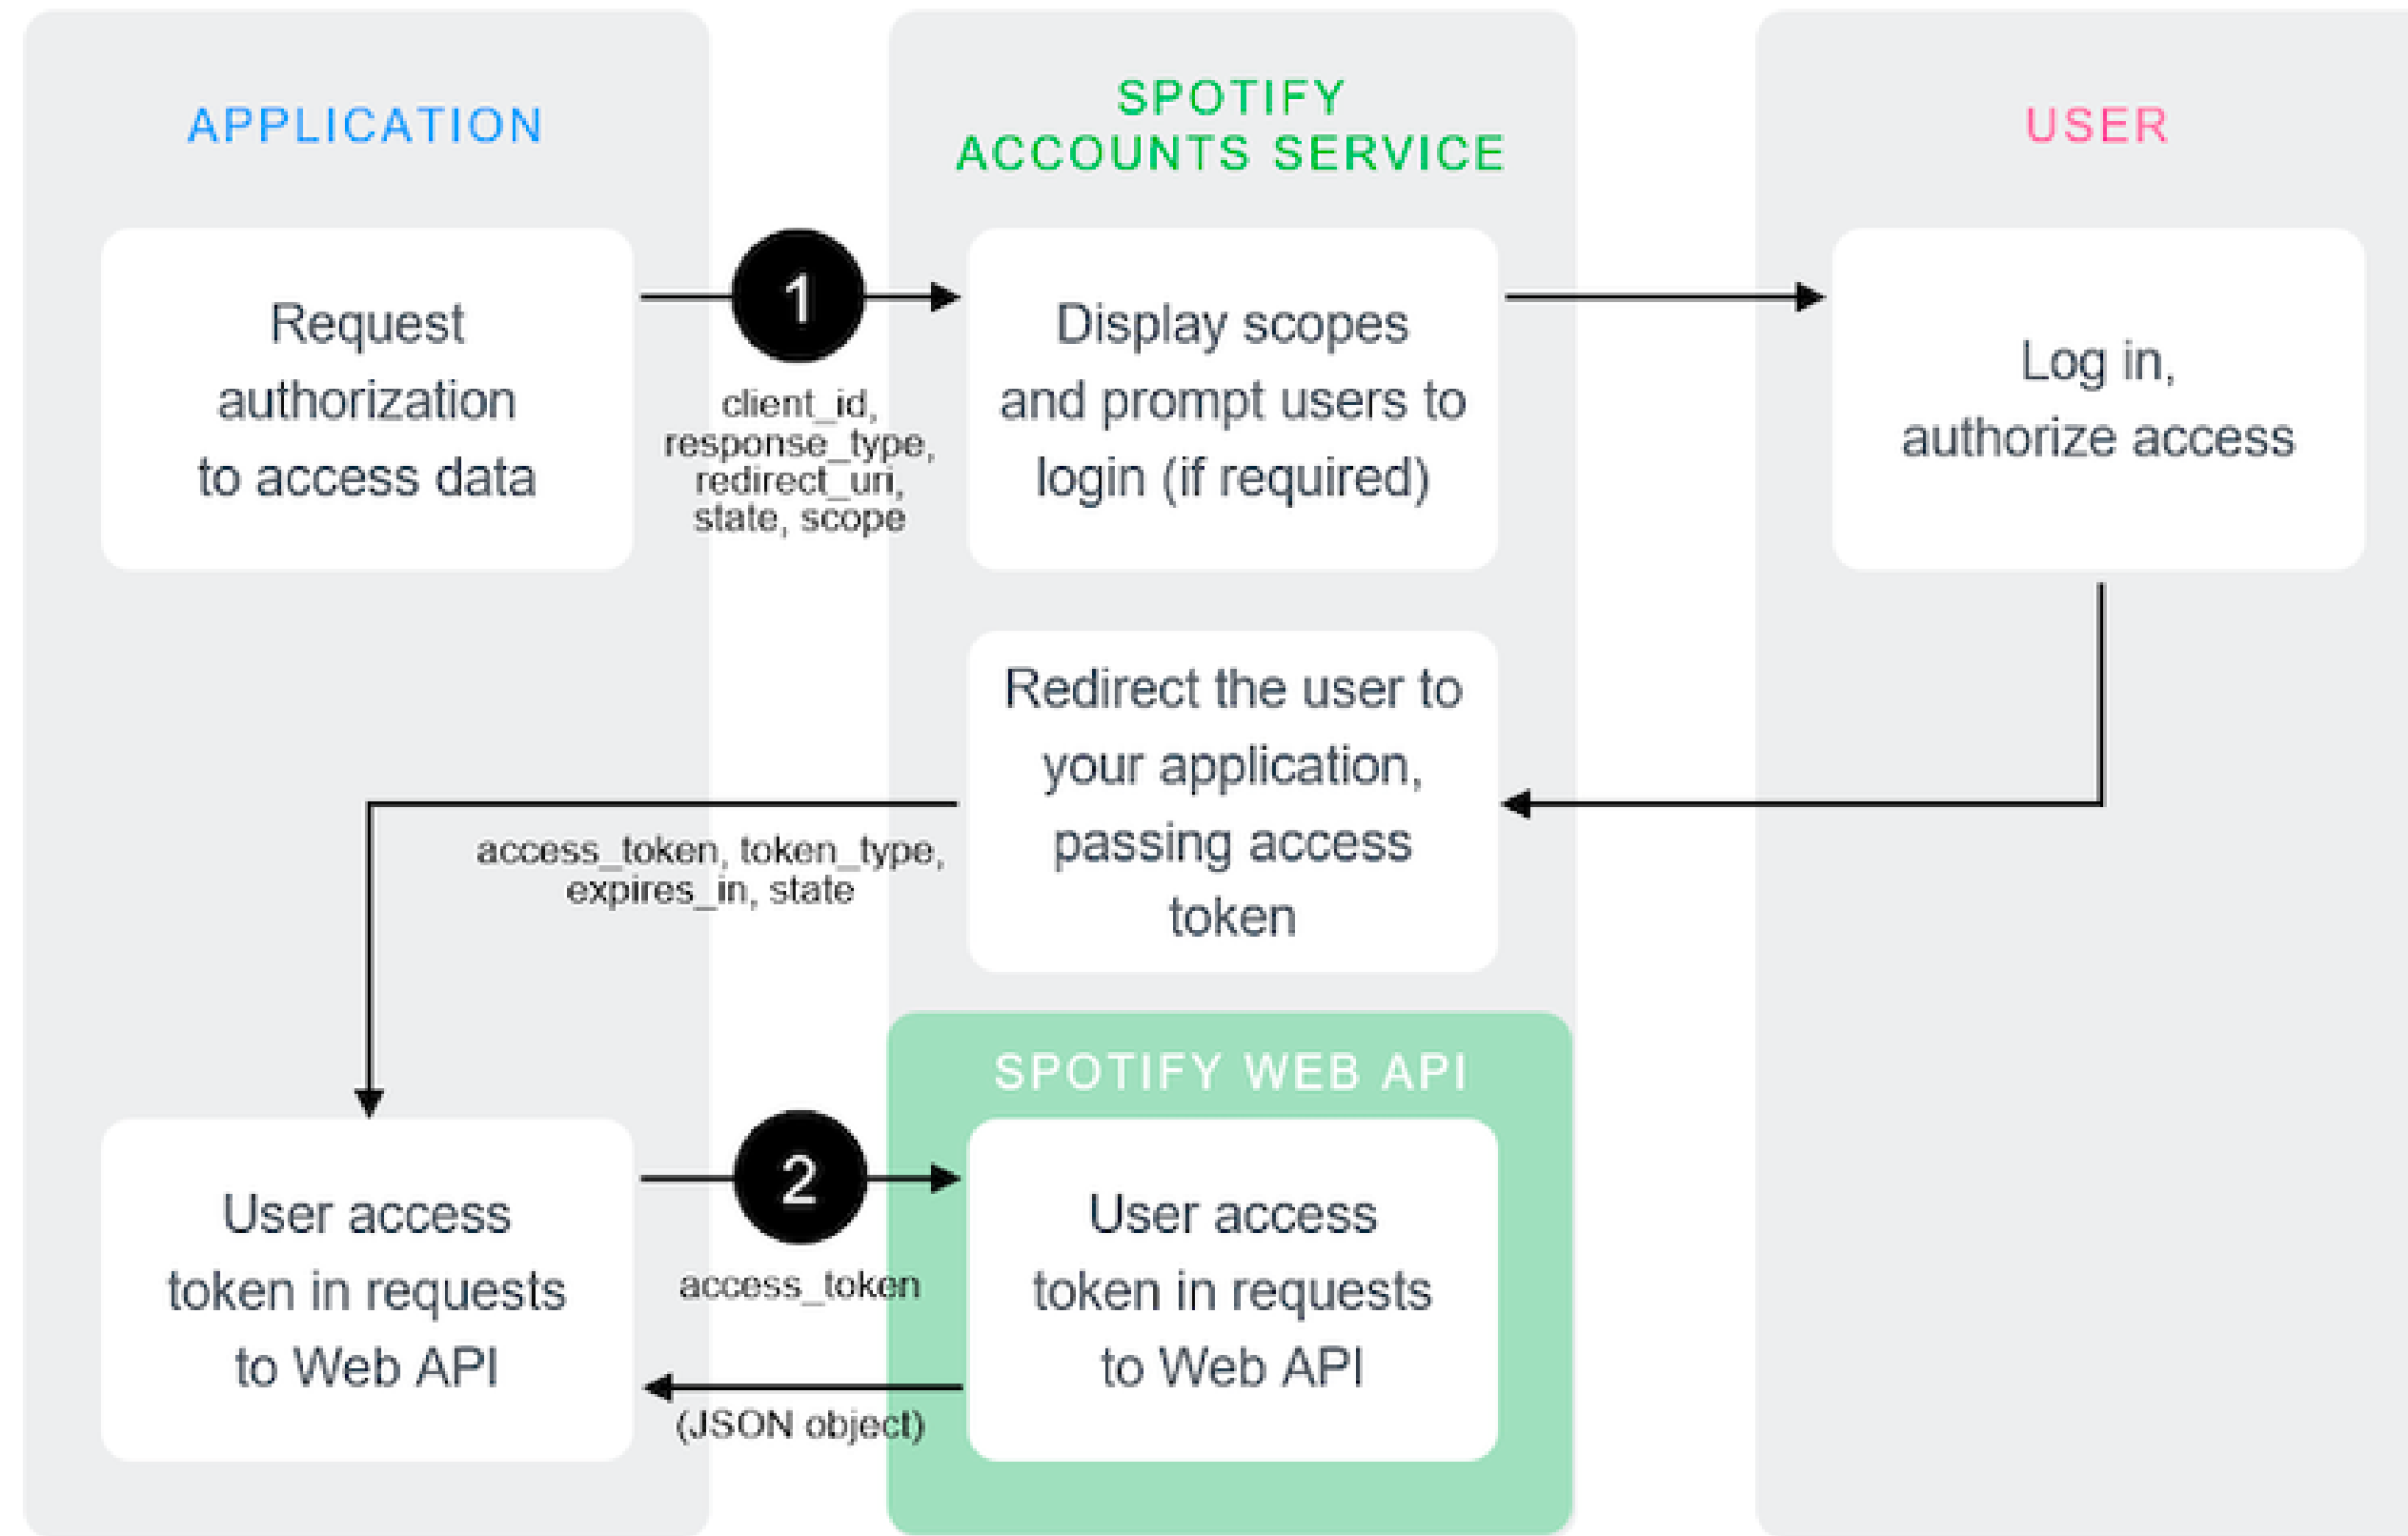 APPLICATION
SPOTIFY
ACCOUNTS SERVICE
USER
Request
authorization
to access data
1
client_id,
response_type,
redirect_uri,
state, scope
Display scopes
and prompt users to
login (if required)
Log in,
authorize access
Redirect the user to
your application,
passing access
token
access_token, token_type,
expires_in, state
SPOTIFY WEB API
User access
token in requests
to Web API
2
access_token
(JSON object)
User access
token in requests
to Web API